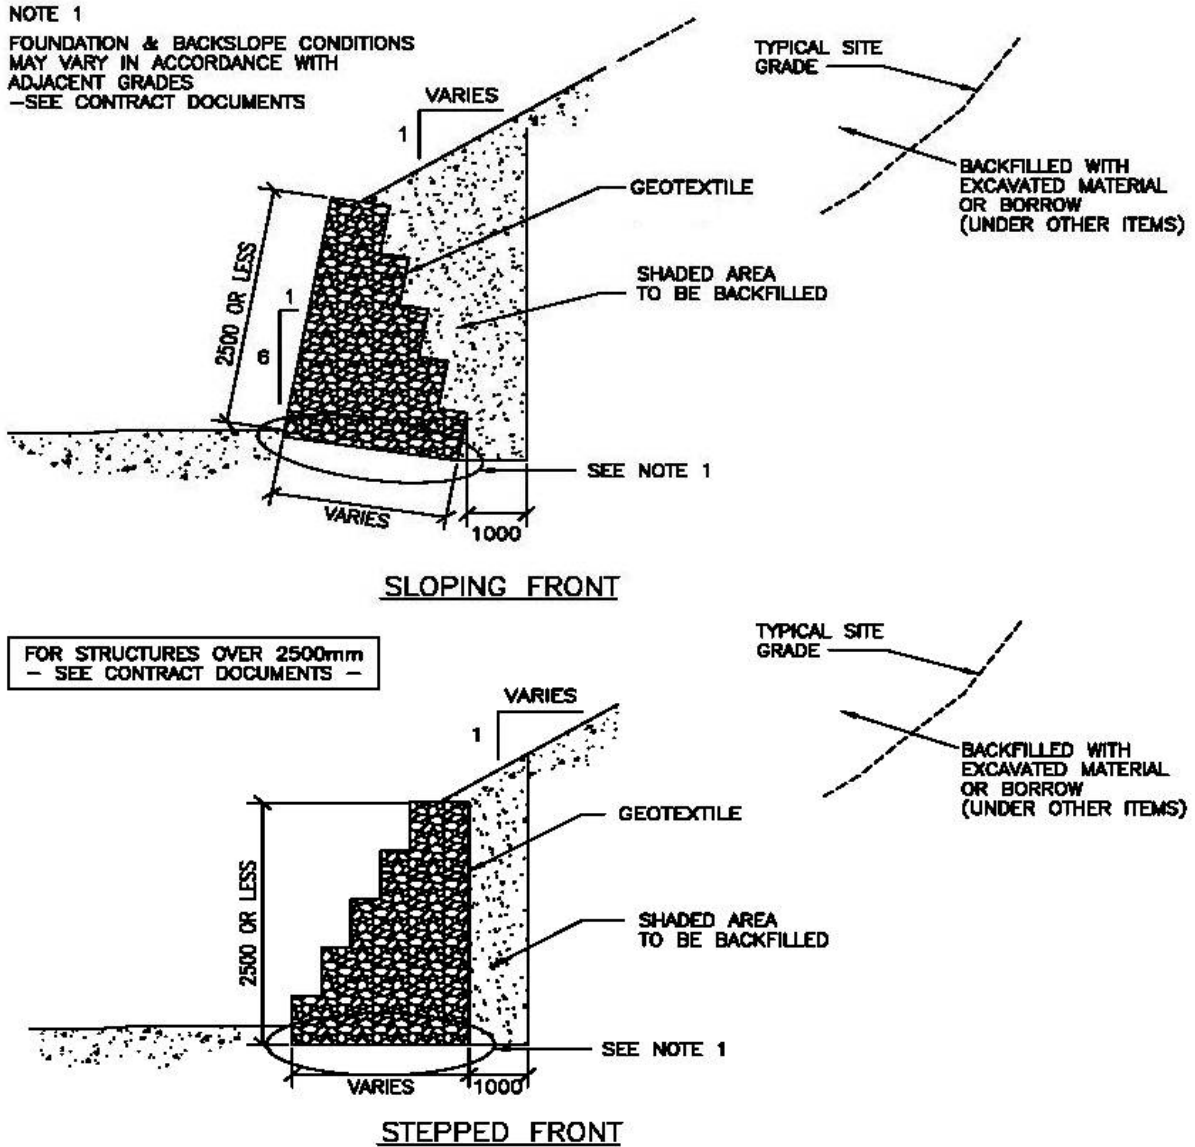 NOTE 1
FOUNDATION & BACKSLOPE CONDITIONS
MAY VARY IN ACCORDANCE WITH
ADJACENT GRADES
-SEE CONTRACT DOCUMENTS
VARIES
1
TYPICAL SITE
GRADE
BACKFILLED WITH
EXCAVATED MATERIAL
OR BORROW
(UNDER OTHER ITEMS)
GEOTEXTILE
SHADED AREA
TO BE BACKFILLED
2500 OR LESS
1
6
SEE NOTE 1
VARIES
1000
SLOPING FRONT
FOR STRUCTURES OVER 2500mm
- SEE CONTRACT DOCUMENTS -
VARIES
1
TYPICAL SITE
GRADE
BACKFILLED WITH
EXCAVATED MATERIAL
OR BORROW
(UNDER OTHER ITEMS)
GEOTEXTILE
2500 OR LESS
SHADED AREA
TO BE BACKFILLED
SEE NOTE 1
VARIES
1000
STEPPED FRONT